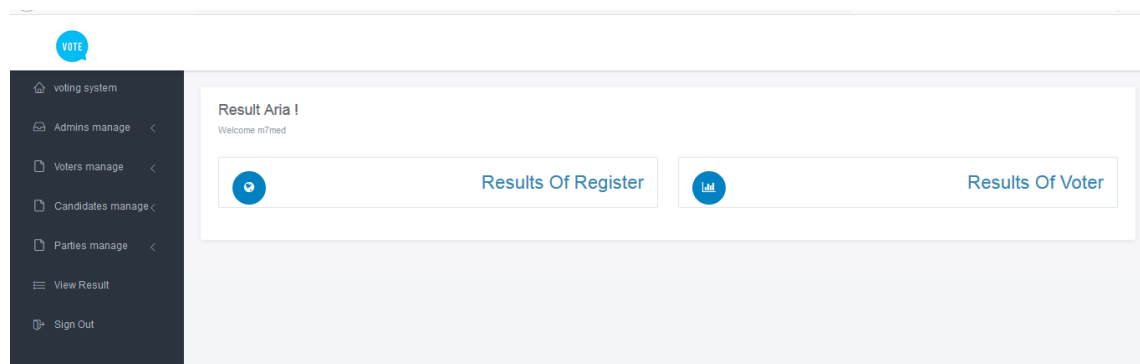 VOTE
voting system
Admins manage
Voters manage
Candidates manage
Parties manage
View Result
Sign Out
Result Aria !
Welcome m7med
Results Of Register
Results Of Voter